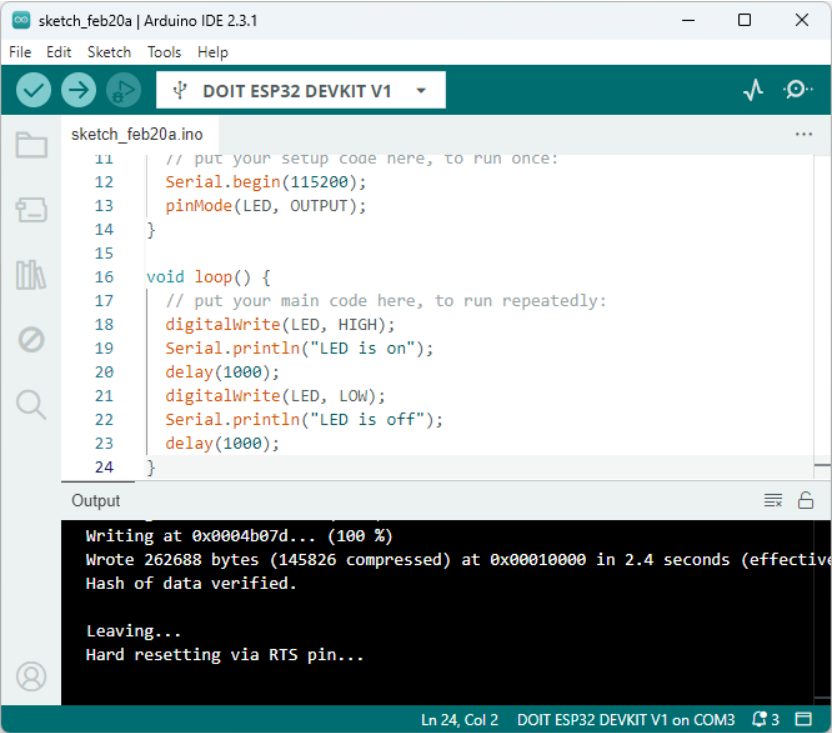 sketch_feb20a | Arduino IDE 2.3.1
File Edit Sketch Tools Help
DOIT ESP32 DEVKIT V1
sketch_feb20a.ino
11 // put your setup code here, to run once:
12 Serial.begin(115200);
13 pinMode(LED, OUTPUT);
14 }
15
16 void loop() {
17 // put your main code here, to run repeatedly:
18 digitalWrite(LED, HIGH);
19 Serial.println("LED is on");
20 delay(1000);
21 digitalWrite(LED, LOW);
22 Serial.println("LED is off");
23 delay(1000);
24 }
Output
Writing at 0x0004b07d... (100 %)
Wrote 262688 bytes (145826 compressed) at 0x00010000 in 2.4 seconds (effective
Hash of data verified.
Leaving...
Hard resetting via RTS pin...
Ln 24, Col 2 DOIT ESP32 DEVKIT V1 on COM3 3